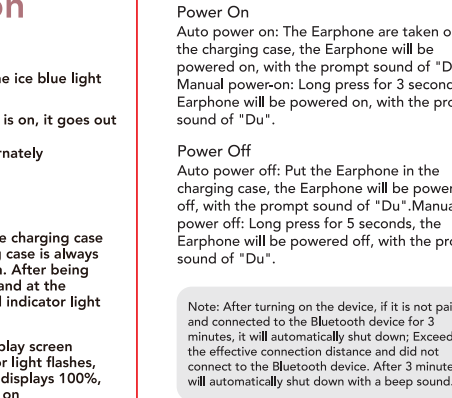 on
e ice blue light
is on, it goes out
nately
e charging case
case is always
. After being
and at the
indicator light
play screen
r light flashes,
displays 100%,
on
Power On
Auto power on: The Earphone are taken o
the charging case, the Earphone will be
powered on, with the prompt sound of "D
Manual power-on: Long press for 3 second
Earphone will be powered on, with the pro
sound of "Du".
Power Off
Auto power off: Put the Earphone in the
charging case, the Earphone will be power
off, with the prompt sound of "Du".Manua
power off: Long press for 5 seconds, the
Earphone will be powered off, with the pro
sound of "Du".
Note: After turning on the device, if it is not pai
and connected to the Bluetooth device for 3
minutes, it will automatically shut down; Exceed
the effective connection distance and did not
connect to the Bluetooth device. After 3 minute
will automatically shut down with a beep sound.